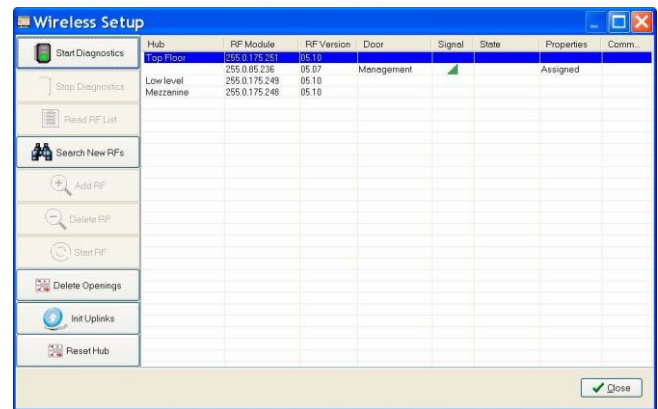 Wireless Setup
Start Diagnostics
Stop Diagnostics
Read RF List
Search New RFs
Add RF
Delete RF
Start RF
Delete Openings
Init Uplinks
Reset Hub
Hub RF Module RF Version Door Signal State Properties Comm...
Top Floor 255.0.175.251 05.10
255.0.85.236 05.07 Management Assigned
Low level 255.0.175.249 05.10
Mezzanine 255.0.175.248 05.10
Close